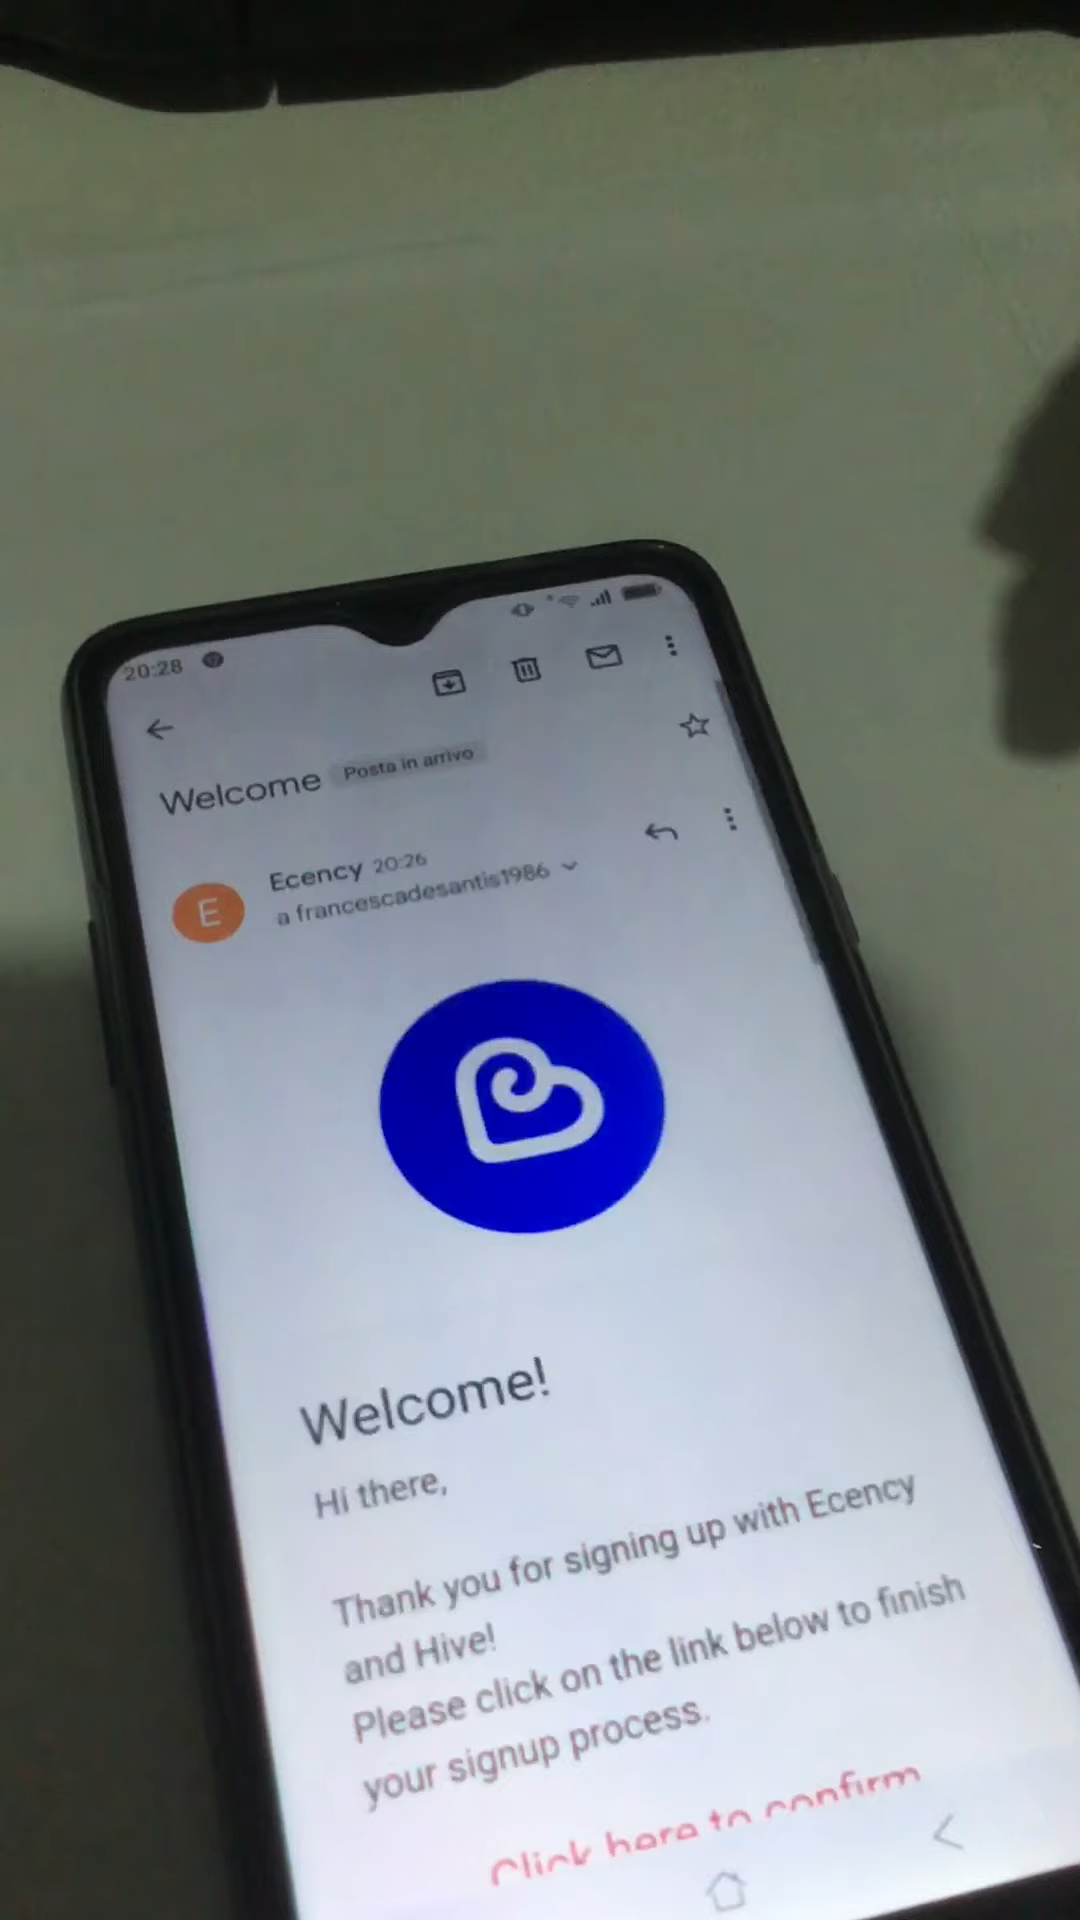 20:28
Welcome Posta in arrivo
Ecency 20:26
E
a francescadesantis1986
Welcome!
Hi there,
Thank you for signing up with Ecency
and Hive!
Please click on the link below to finish
your signup process.
Click here to confirm